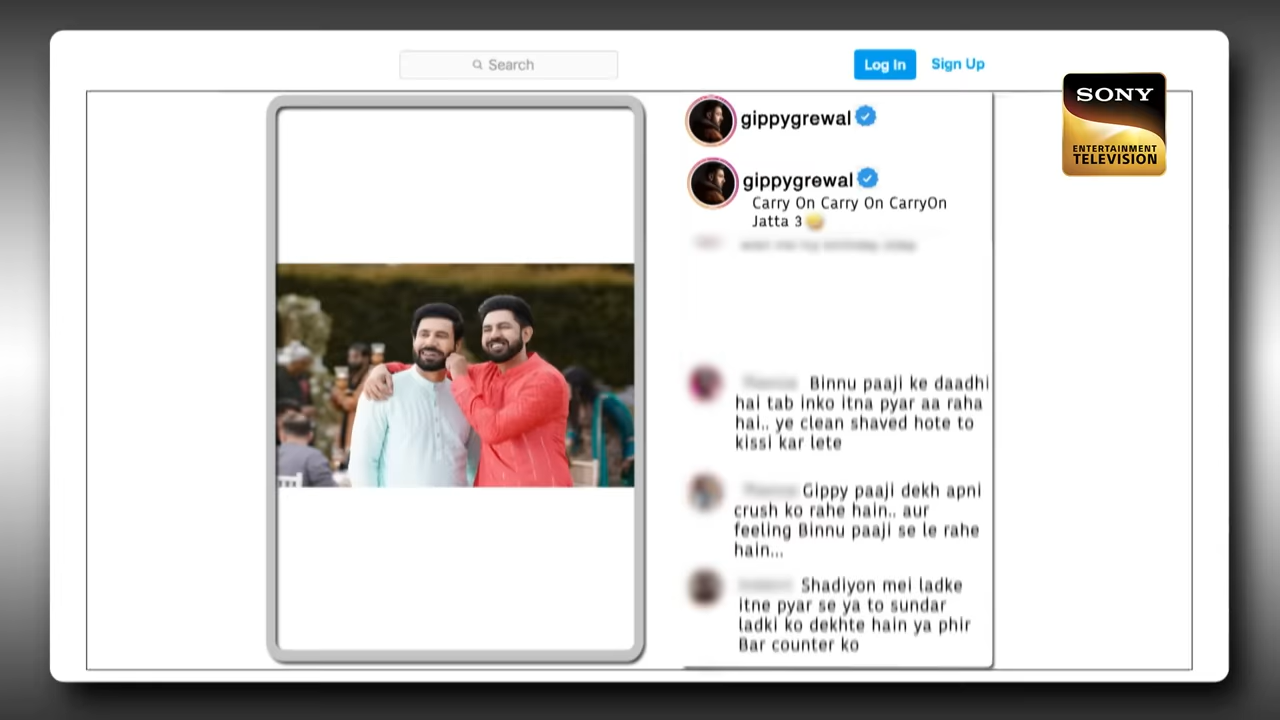 Search
Log In
Sign Up
SONY
ENTERTAINMENT
TELEVISION
gippygrewal
gippygrewal
Carry On Carry On CarryOn
Jatta 3
Binnu paaji ke daadhi
hai tab inko itna pyar aa raha
hai.. ye clean shaved hote to
kissi kar lete
Gippy paaji dekh apni
crush ko rahe hain.. aur
feeling Binnu paaji se le rahe
hain...
Shadiyon mei ladke
itne pyar se ya to sundar
ladki ko dekhte hain ya phir
Bar counter ko